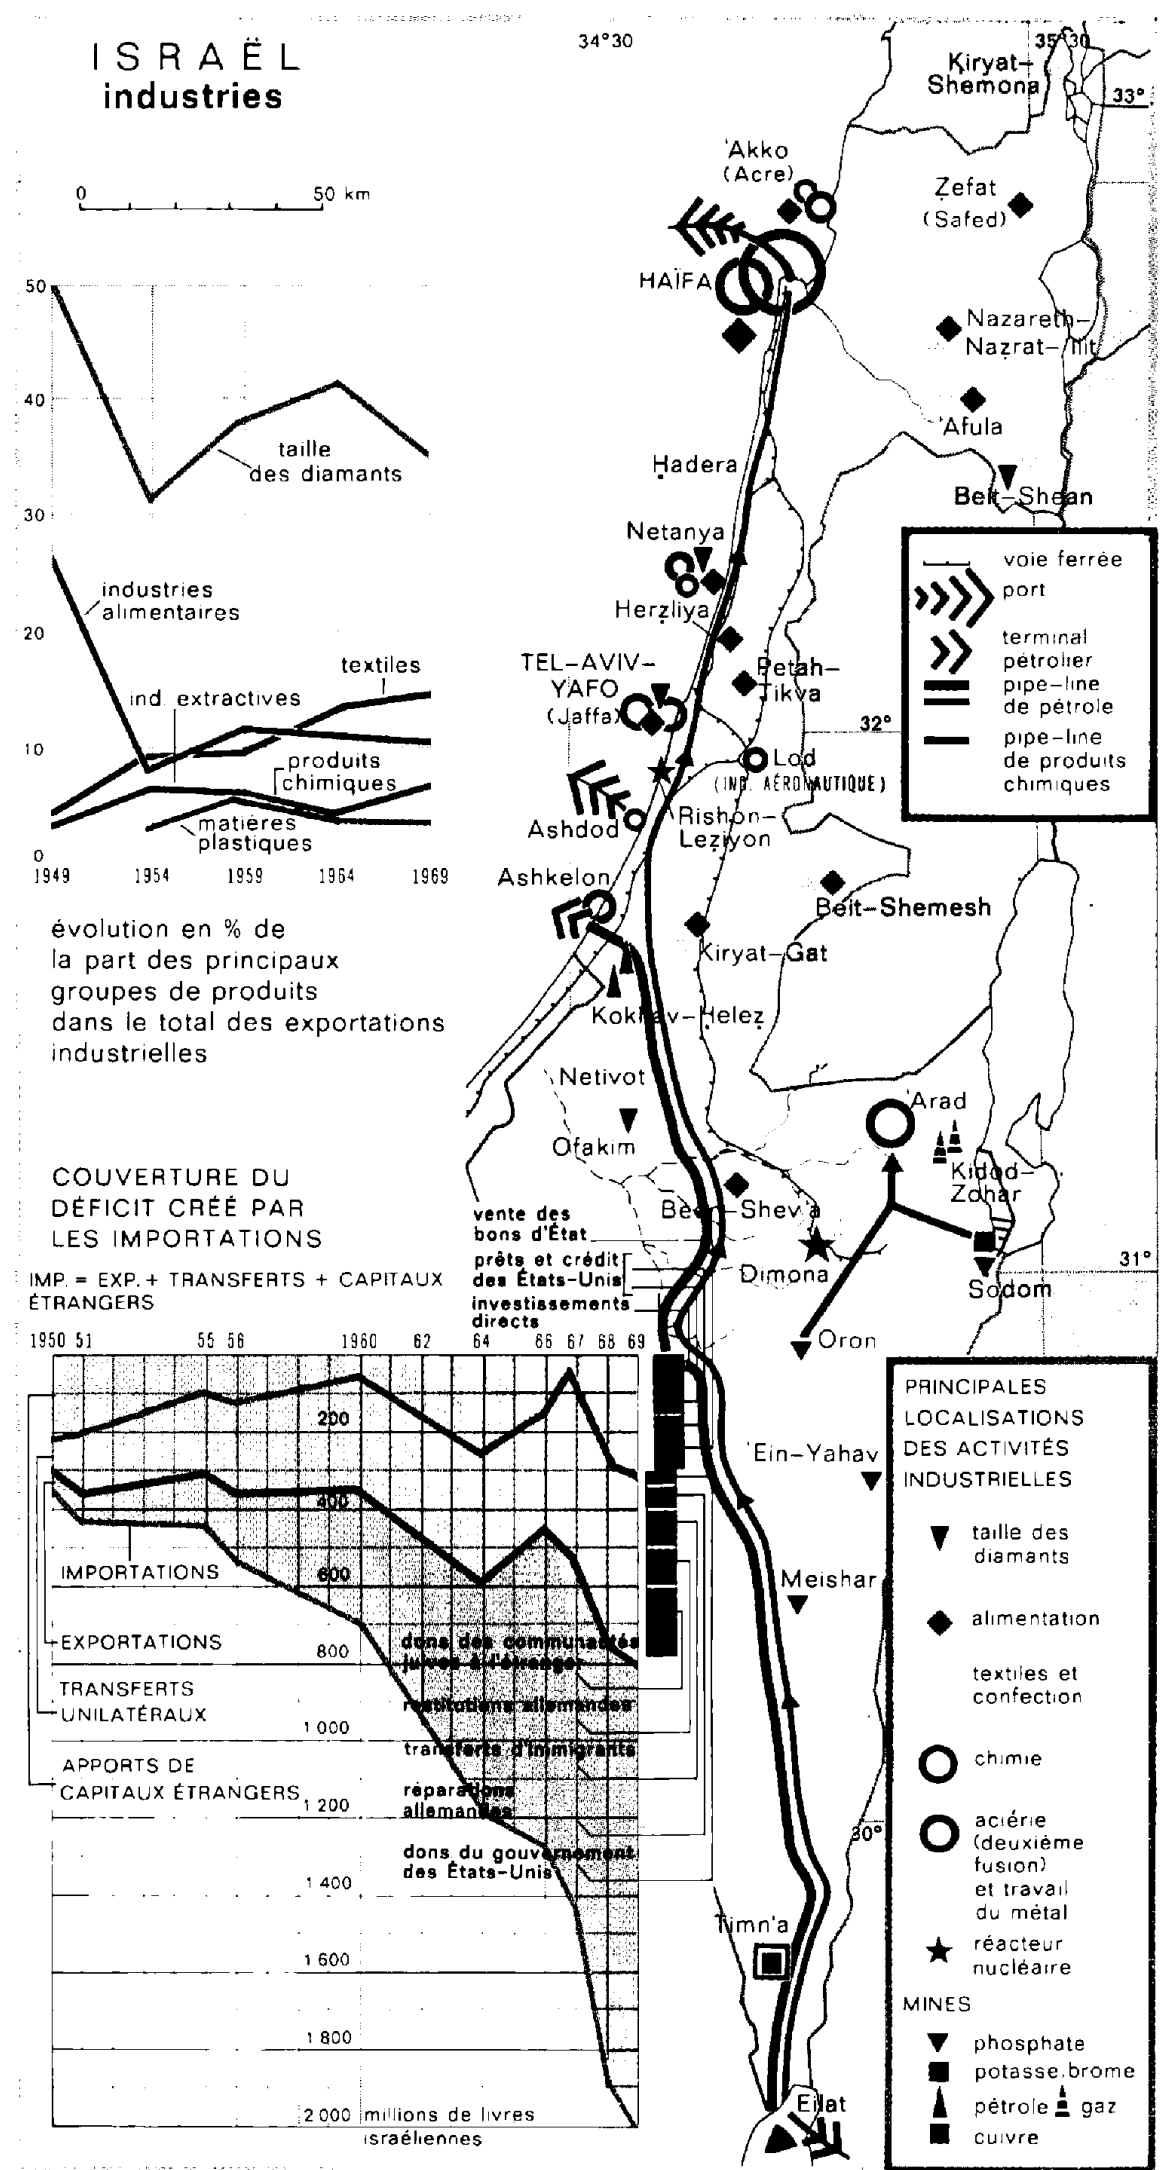 ISRAËL
industries
34°30
35°30
33°
Kiryat-
Shemona
'Akko
(Acre)
Ẓefat
(Safed)
0 50 km
HAÏFA
Nazareth-
Naẓrat-Illit
'Afula
Ḥadera
Beit-Shean
Netanya
Herẓliya
TEL-AVIV-
YAFO
(Jaffa)
Petah-
Tikva
32°
Lod
(IND. AÉRONAUTIQUE)
Ashdod
Rishon-
Leẓiyon
Ashkelon
Beit-Shemesh
Kiryat-Gat
Kokhav-Heleẓ
Netivot
Ofakim
'Arad
Kidod-
Zohar
Beer-Shev'a
Dimona
Sodom
31°
Oron
'Ein-Yahav
Meishar
30°
Timn'a
Eilat
voie ferrée
port
terminal
pétrolier
pipe-line
de pétrole
pipe-line
de produits
chimiques
50
40
30
20
10
0
1949 1954 1959 1964 1969
taille
des diamants
industries
alimentaires
textiles
ind. extractives
produits
chimiques
matières
plastiques
évolution en % de
la part des principaux
groupes de produits
dans le total des exportations
industrielles
COUVERTURE DU
DÉFICIT CRÉÉ PAR
LES IMPORTATIONS
IMP. = EXP. + TRANSFERTS + CAPITAUX
ÉTRANGERS
1950 51 55 56 1960 62 64 66 67 68 69
vente des
bons d'État
prêts et crédit
des États-Unis
investissements
directs
200
400
600
800
1 000
1 200
1 400
1 600
1 800
2 000 millions de livres
israéliennes
IMPORTATIONS
EXPORTATIONS
TRANSFERTS
UNILATÉRAUX
APPORTS DE
CAPITAUX ÉTRANGERS
dons des communautés
juives à l'étranger
restitutions allemandes
transferts d'immigrants
réparations
allemandes
dons du gouvernement
des États-Unis
PRINCIPALES
LOCALISATIONS
DES ACTIVITÉS
INDUSTRIELLES
taille des
diamants
alimentation
textiles et
confection
chimie
aciérie
(deuxième
fusion)
et travail
du métal
réacteur
nucléaire
MINES
phosphate
potasse.brome
pétrole gaz
cuivre